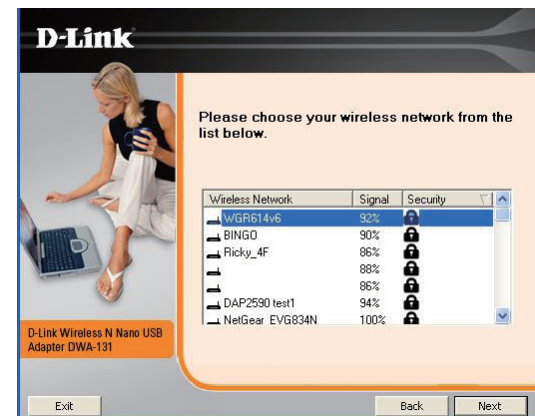 D-Link
Please choose your wireless network from the
list below.
Wireless Network Signal Security
WGR614v6 92%
BINGO 90%
Ricky_4F 86%
88%
86%
DAP2590 test1 94%
NetGear_EVG834N 100%
D-Link Wireless N Nano USB
Adapter DWA-131
Exit Back Next